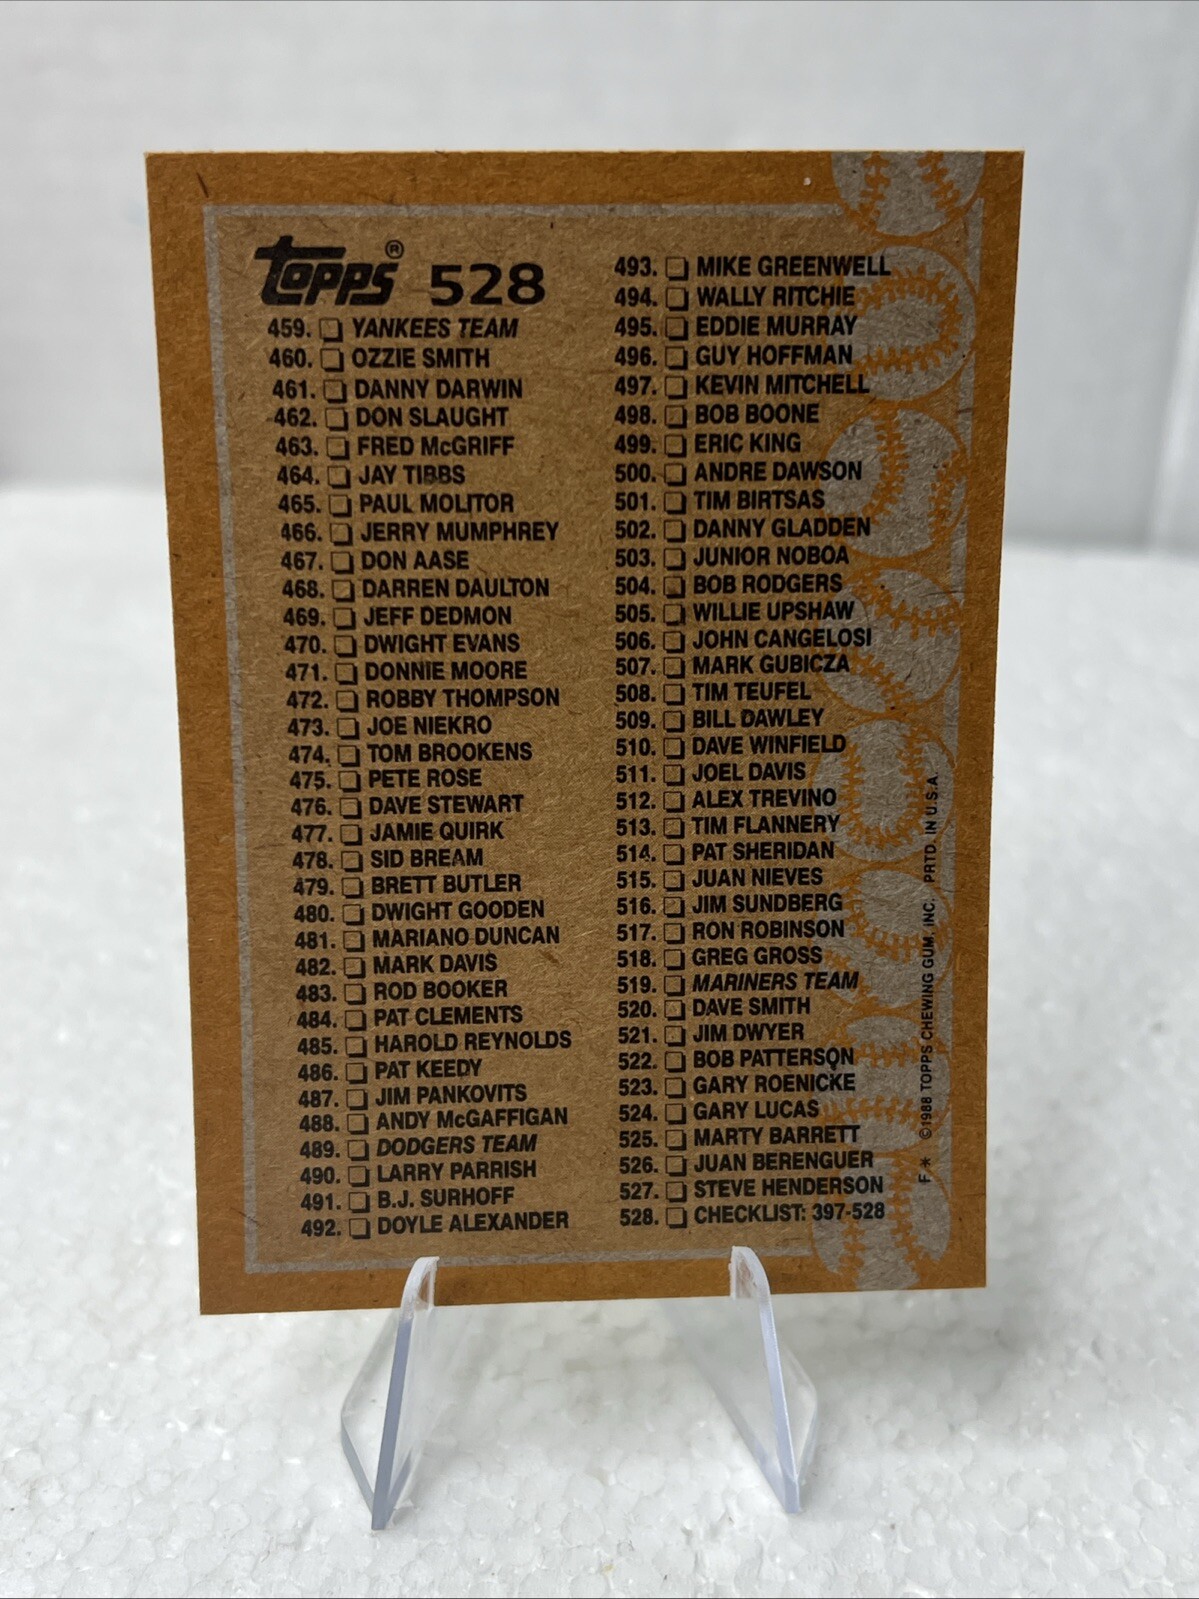 TOPPS® 528
459. YANKEES TEAM
460. OZZIE SMITH
461. DANNY DARWIN
462. DON SLAUGHT
463. FRED McGRIFF
464. JAY TIBBS
465. PAUL MOLITOR
466. JERRY MUMPHREY
467. DON AASE
468. DARREN DAULTON
469. JEFF DEDMON
470. DWIGHT EVANS
471. DONNIE MOORE
472. ROBBY THOMPSON
473. JOE NIEKRO
474. TOM BROOKENS
475. PETE ROSE
476. DAVE STEWART
477. JAMIE QUIRK
478. SID BREAM
479. BRETT BUTLER
480. DWIGHT GOODEN
481. MARIANO DUNCAN
482. MARK DAVIS
483. ROD BOOKER
484. PAT CLEMENTS
485. HAROLD REYNOLDS
486. PAT KEEDY
487. JIM PANKOVITS
488. ANDY McGAFFIGAN
489. DODGERS TEAM
490. LARRY PARRISH
491. B.J. SURHOFF
492. DOYLE ALEXANDER
493. MIKE GREENWELL
494. WALLY RITCHIE
495. EDDIE MURRAY
496. GUY HOFFMAN
497. KEVIN MITCHELL
498. BOB BOONE
499. ERIC KING
500. ANDRE DAWSON
501. TIM BIRTSAS
502. DANNY GLADDEN
503. JUNIOR NOBOA
504. BOB RODGERS
505. WILLIE UPSHAW
506. JOHN CANGELOSI
507. MARK GUBICZA
508. TIM TEUFEL
509. BILL DAWLEY
510. DAVE WINFIELD
511. JOEL DAVIS
512. ALEX TREVINO
513. TIM FLANNERY
514. PAT SHERIDAN
515. JUAN NIEVES
516. JIM SUNDBERG
517. RON ROBINSON
518. GREG GROSS
519. MARINERS TEAM
520. DAVE SMITH
521. JIM DWYER
522. BOB PATTERSON
523. GARY ROENICKE
524. GARY LUCAS
525. MARTY BARRETT
526. JUAN BERENGUER
527. STEVE HENDERSON
528. CHECKLIST: 397-528
F* ©1988 TOPPS CHEWING GUM, INC. PRTD. IN U.S.A.